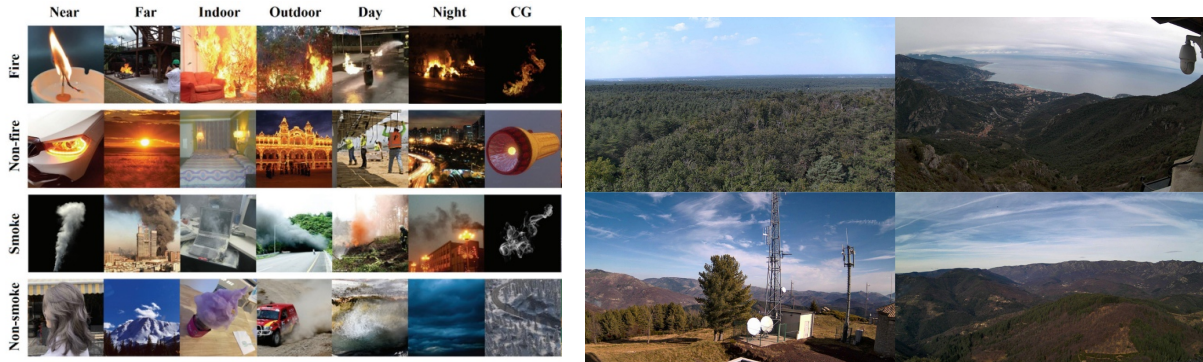 Near Far Indoor Outdoor Day Night CG
Fire
Non-fire
Smoke
Non-smoke